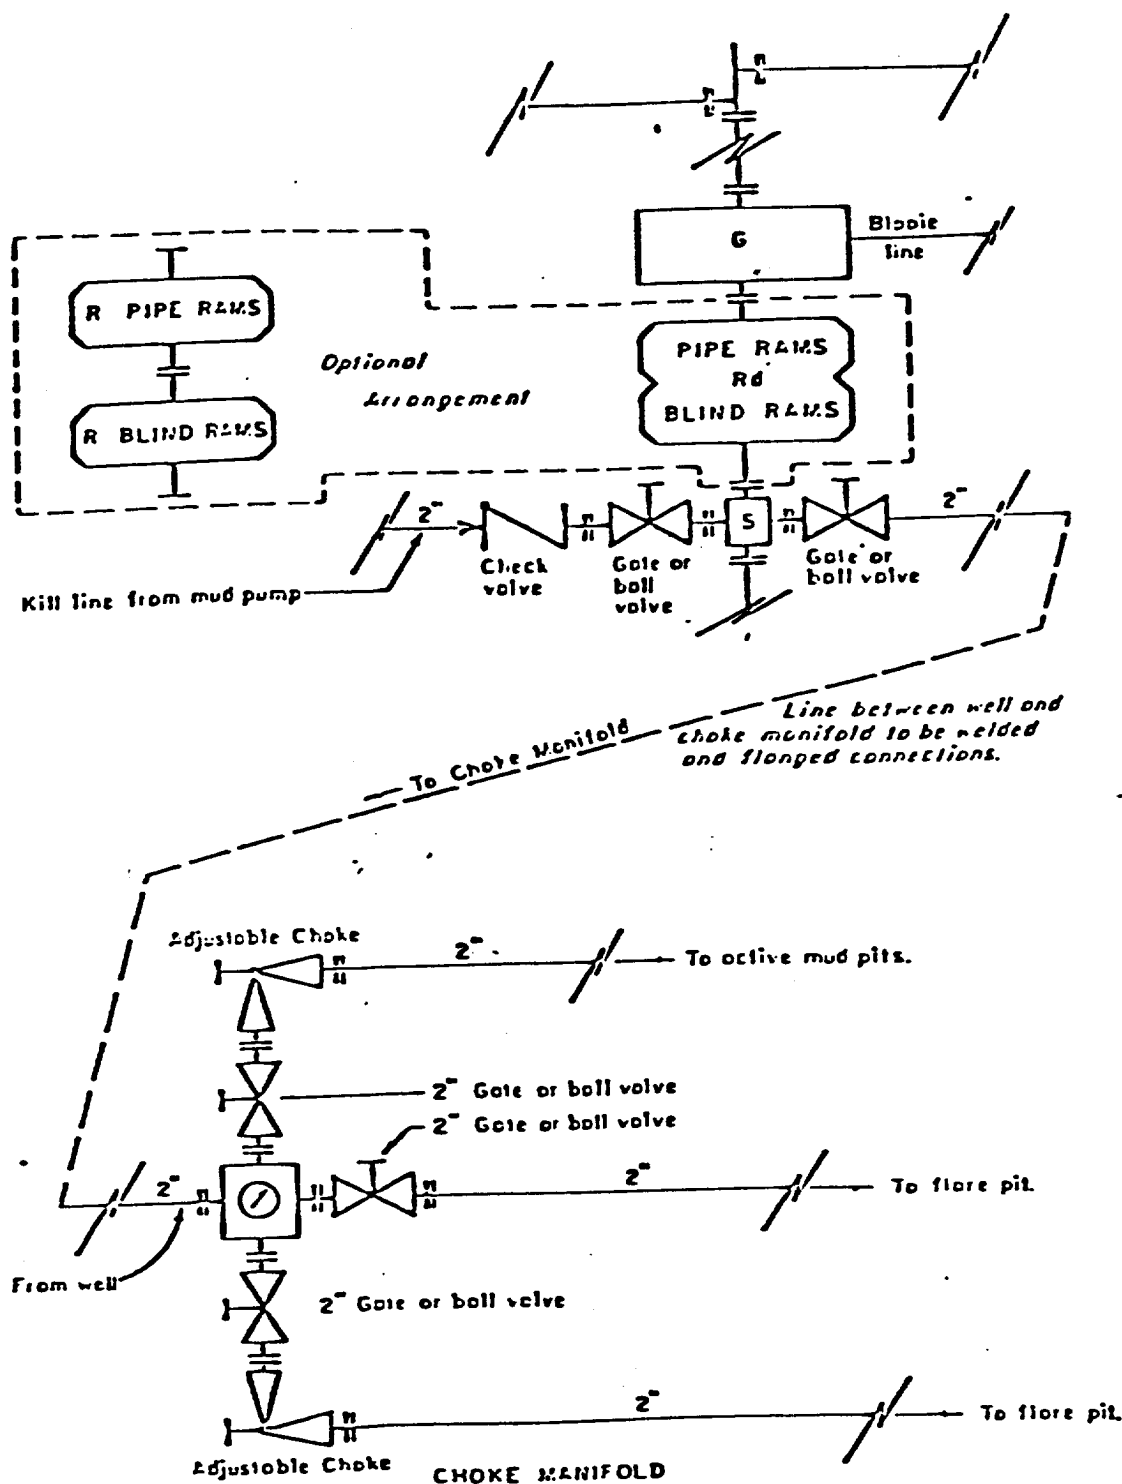 G
Blooie
line
R PIPE RAMS
PIPE RAMS
Rd
BLIND RAMS
Optional
Arrangement
R BLIND RAMS
2"
S
2"
Check
valve
Gate or
ball
valve
Gate or
ball valve
Kill line from mud pump
Line between well and
choke manifold to be welded
and flanged connections.
To Choke Manifold
Adjustable Choke
2"
To active mud pits.
2" Gate or ball valve
2" Gate or ball valve
2"
2"
To flare pit.
From well
2" Gate or ball valve
2"
To flare pit.
Adjustable Choke
CHOKE MANIFOLD